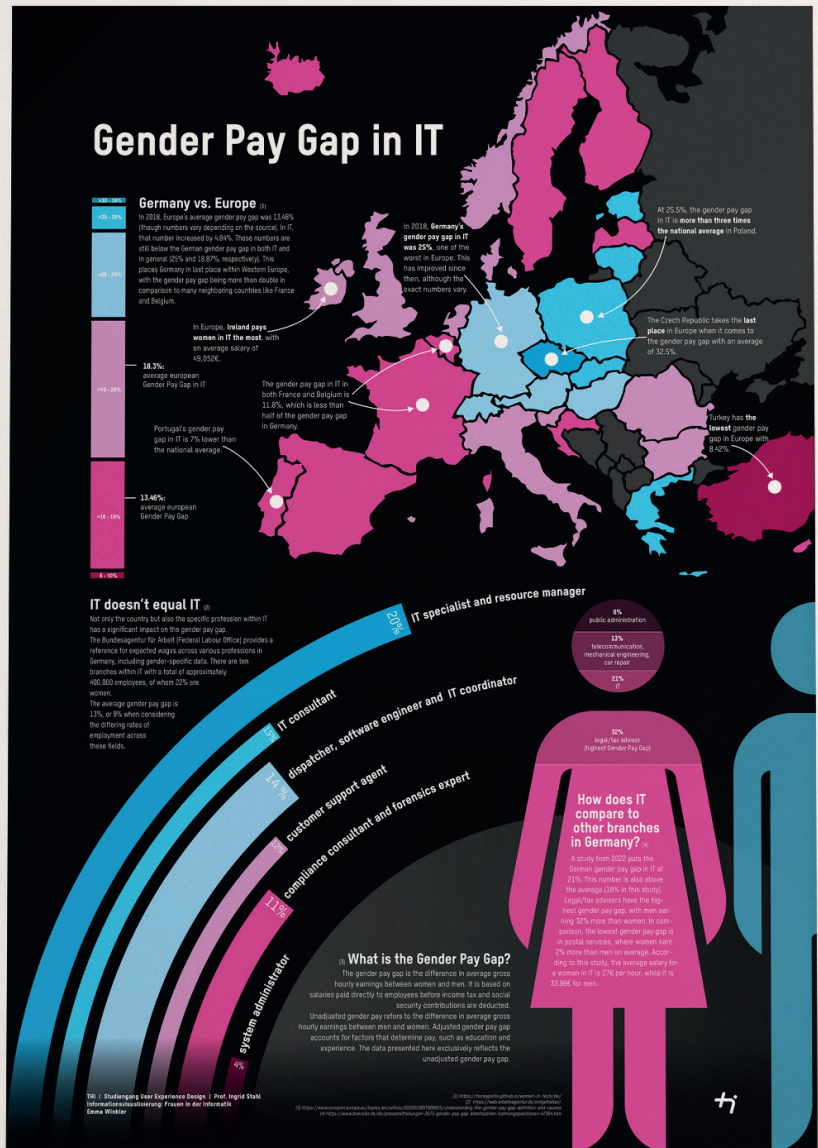 Gender Pay Gap in IT
Germany vs. Europe (1)
In 2018, Europe's average gender pay gap was 13.46%
(though numbers vary depending on the source). In IT,
that number increased by 4.84%. Those numbers are
still below the German gender pay gap in both IT and
in general (25% and 18.87%, respectively). This
places Germany in last place within Western Europe,
with the gender pay gap being more than double in
comparison to many neighboring countries like France
and Belgium.
>25 - 30%
>20 - 25%
>15 - 20%
>10 - 15%
8 - 10%
18.3%:
average european
Gender Pay Gap in IT
13.46%:
average european
Gender Pay Gap
In Europe, Ireland pays
women in IT the most, with
an average salary of
49,052€.
The gender pay gap in IT in
both France and Belgium is
11.8%, which is less than
half of the gender pay gap
in Germany.
Portugal's gender pay
gap in IT is 7% lower than
the national average.
In 2018, Germany's
gender pay gap in IT
was 25%, one of the
worst in Europe. This
has improved since
then, although the
exact numbers vary.
At 25.5%, the gender pay gap
in IT is more than three times
the national average in Poland.
The Czech Republic takes the last
place in Europe when it comes to
the gender pay gap with an average
of 32.5%.
Turkey has the
lowest gender pay
gap in Europe with
8.42%.
IT doesn't equal IT (2)
Not only the country but also the specific profession within IT
has a significant impact on the gender pay gap.
The Bundesagentur für Arbeit (Federal Labour Office) provides a
reference for expected wages across various professions in
Germany, including gender-specific data. There are ten
branches within IT with a total of approximately
400,000 employees, of whom 22% are
women.
The average gender pay gap is
13%, or 9% when considering
the differing rates of
employment across
these fields.
20%
IT specialist and resource manager
15%
IT consultant
14%
dispatcher, software engineer and IT coordinator
12%
customer support agent
11%
compliance consultant and forensics expert
4%
system administrator
6%
public administration
13%
telecommunication,
mechanical engineering,
car repair
21%
IT
32%
legal/tax advisor
(highest Gender Pay Gap)
How does IT
compare to
other branches
in Germany? (4)
A study from 2022 puts the
German gender pay gap in IT at
21%. This number is also above
the average (18% in this study).
Legal/tax advisors have the hig-
hest gender pay gap, with men ear-
ning 32% more than women. In com-
parison, the lowest gender pay gap is
in postal services, where women earn
2% more than men on average. Accor-
ding to this study, the average salary for
a woman in IT is 27€ per hour, while it is
33.98€ for men.
(3) What is the Gender Pay Gap?
The gender pay gap is the difference in average gross
hourly earnings between women and men. It is based on
salaries paid directly to employees before income tax and social
security contributions are deducted.
Unadjusted gender pay refers to the difference in average gross
hourly earnings between men and women. Adjusted gender pay gap
accounts for factors that determine pay, such as education and
experience. The data presented here exclusively reflects the
unadjusted gender pay gap.
THI | Studiengang User Experience Design | Prof. Ingrid Stahl
Informationsvisualisierung: Frauen in der Informatik
Emma Winkler